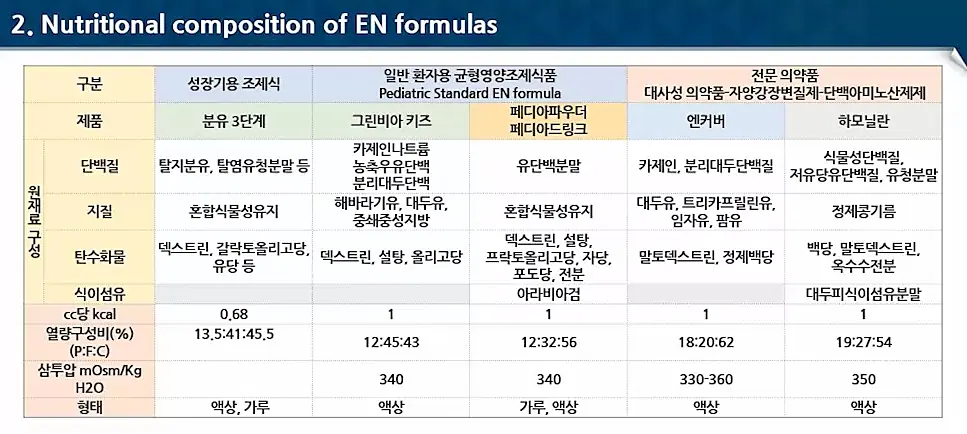 2. Nutritional composition of EN formulas
구분 성장기용 조제식 일반 환자용 균형영양조제식품 전문 의약품
Pediatric Standard EN formula 대사성 의약품-자양강장변질제-단백아미노산제제
제품 분유 3단계 그린비아 키즈 페디아파우더 엔커버 하모닐란
페디아드링크
원재료 구성
단백질 탈지분유, 탈염유청분말 등 카제인나트륨 유단백분말 카제인, 분리대두단백질 식물성단백질,
농축우유단백 저유당유단백질, 유청분말
분리대두단백
지질 혼합식물성유지 해바라기유, 대두유, 혼합식물성유지 대두유, 트리카프릴린유, 정제콩기름
중쇄중성지방 임자유, 팜유
탄수화물 덱스트린, 갈락토올리고당, 덱스트린, 설탕, 올리고당 덱스트린, 설탕, 말토덱스트린, 정제백당 백당, 말토덱스트린,
유당 등 프락토올리고당, 자당, 옥수수전분
포도당, 전분
식이섬유 아라비아검 대두피식이섬유분말
cc당 kcal 0.68 1 1 1 1
열량구성비(%) 13.5:41:45.5 12:45:43 12:32:56 18:20:62 19:27:54
(P:F:C)
삼투압 mOsm/Kg 340 340 330-360 350
H2O
형태 액상, 가루 액상 가루, 액상 액상 액상